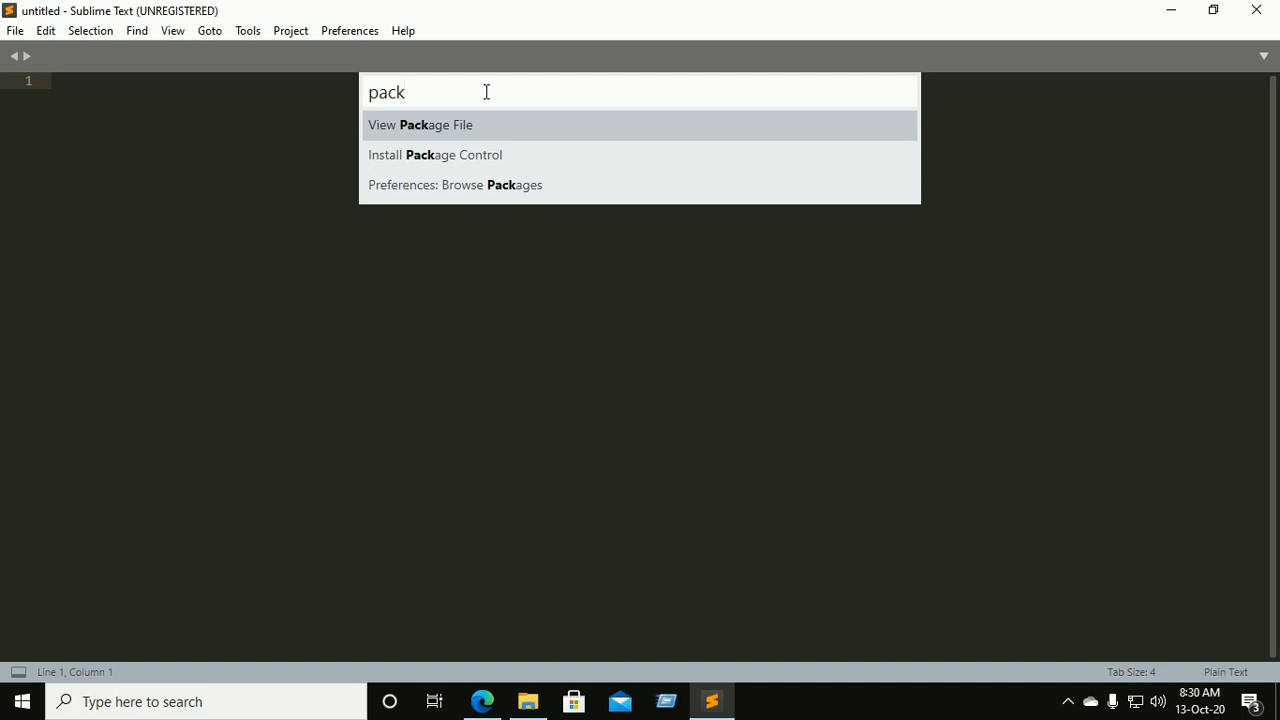 untitled - Sublime Text (UNREGISTERED)
File Edit Selection Find View Goto Tools Project Preferences Help
1
pack
View Package File
Install Package Control
Preferences: Browse Packages
Line 1, Column 1 Tab Size: 4 Plain Text
Type here to search
8:30 AM
13-Oct-20
3